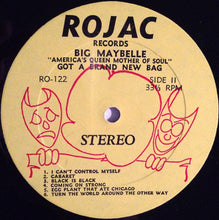 ROJAC
RECORDS
BIG MAYBELLE
"AMERICA'S QUEEN MOTHER OF SOUL"
GOT A BRAND NEW BAG
RO-122
SIDE II
33⅓ RPM
STEREO
1. I CAN'T CONTROL MYSELF
2. CABARET
3. BLACK IS BLACK
4. COMING ON STRONG
5. EGG PLANT THAT ATE CHICAGO
6. TURN THE WORLD AROUND THE OTHER WAY